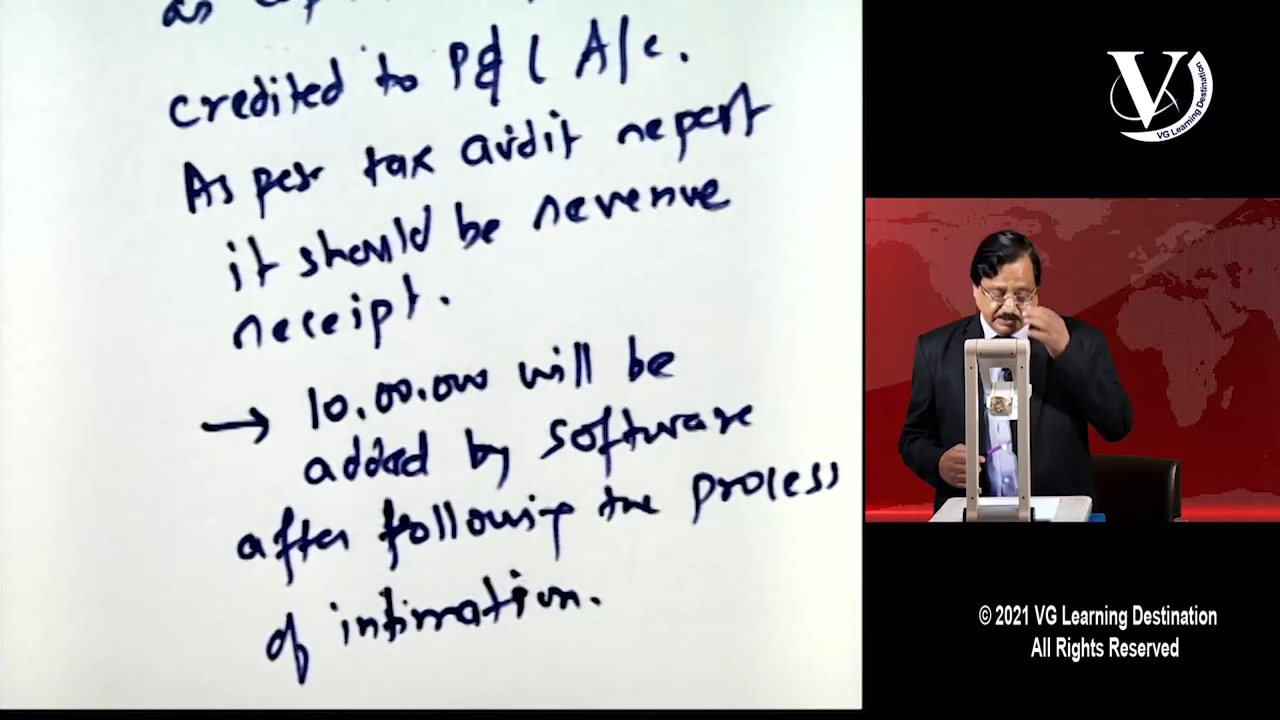 as
credited to P&L A/c.
As per tax audit report
it should be revenue
receipt.
→ 10,00,000 will be
added by software
after following the process
of intimation.
V
VG Learning Destination
© 2021 VG Learning Destination
All Rights Reserved